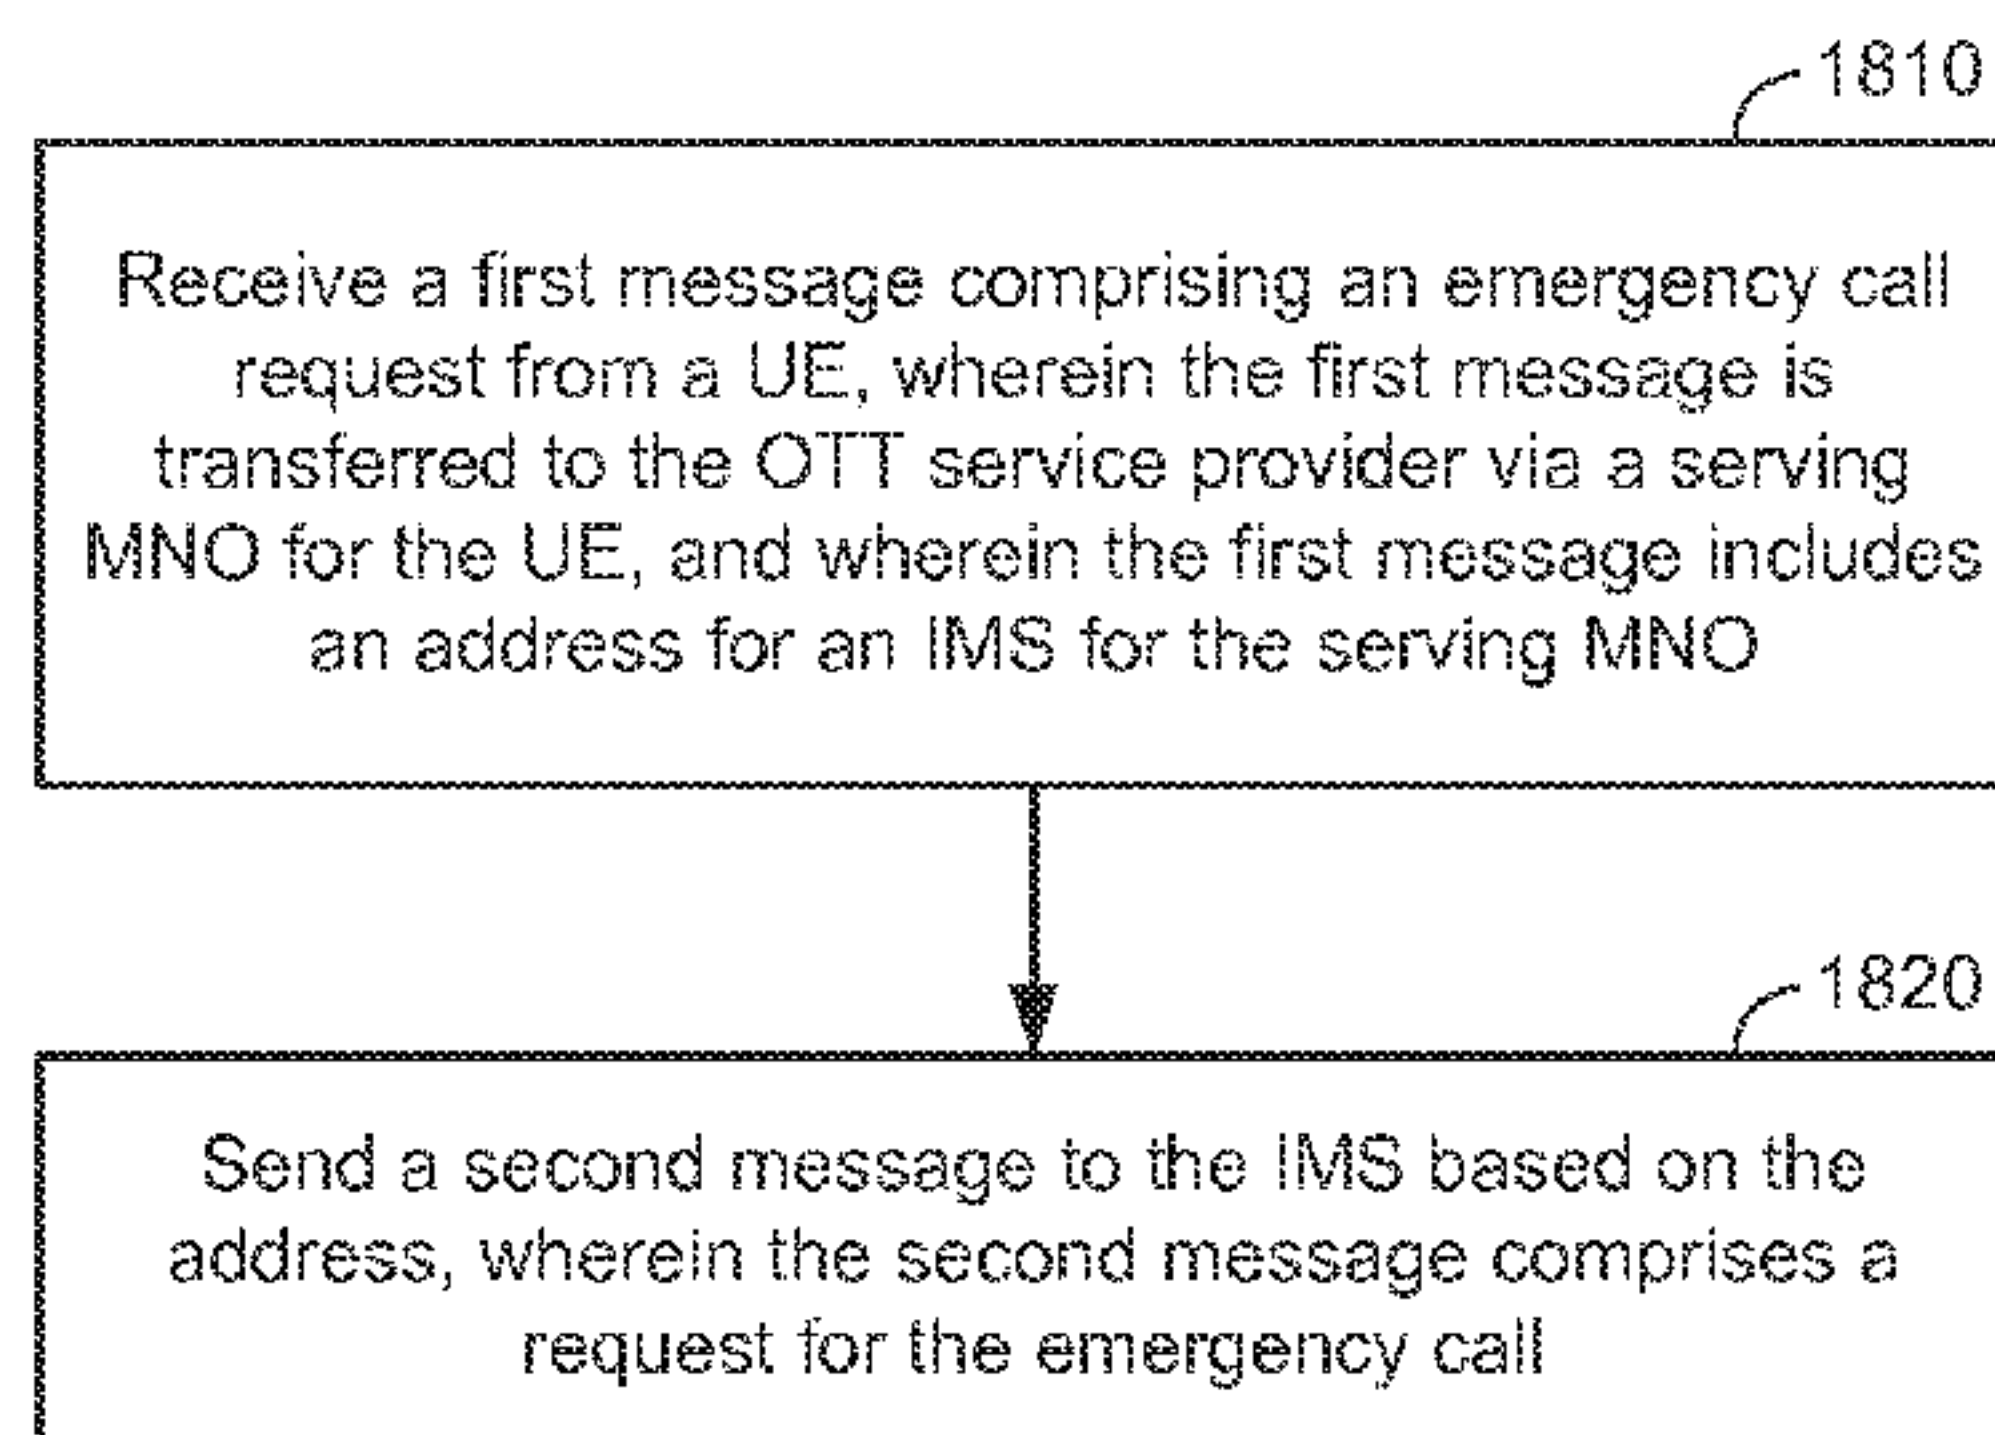 1810
Receive a first message comprising an emergency call
request from a UE, wherein the first message is
transferred to the OTT service provider via a serving
MNO for the UE, and wherein the first message includes
an address for an IMS for the serving MNO
1820
Send a second message to the IMS based on the
address, wherein the second message comprises a
request for the emergency call